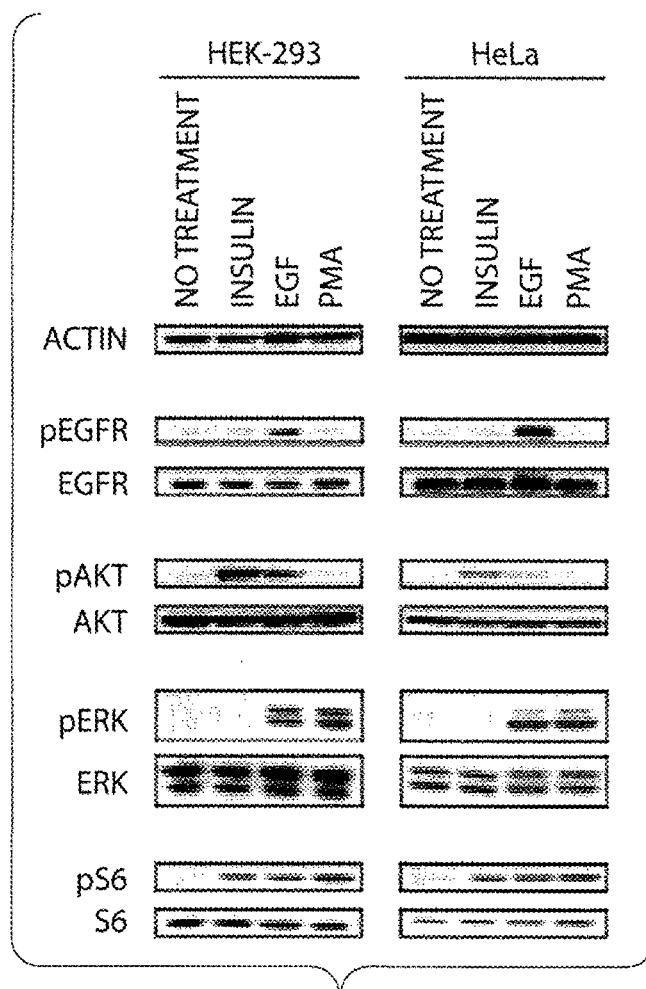 HEK-293 HeLa
NO TREATMENT INSULIN EGF PMA NO TREATMENT INSULIN EGF PMA
ACTIN
pEGFR
EGFR
pAKT
AKT
pERK
ERK
pS6
S6